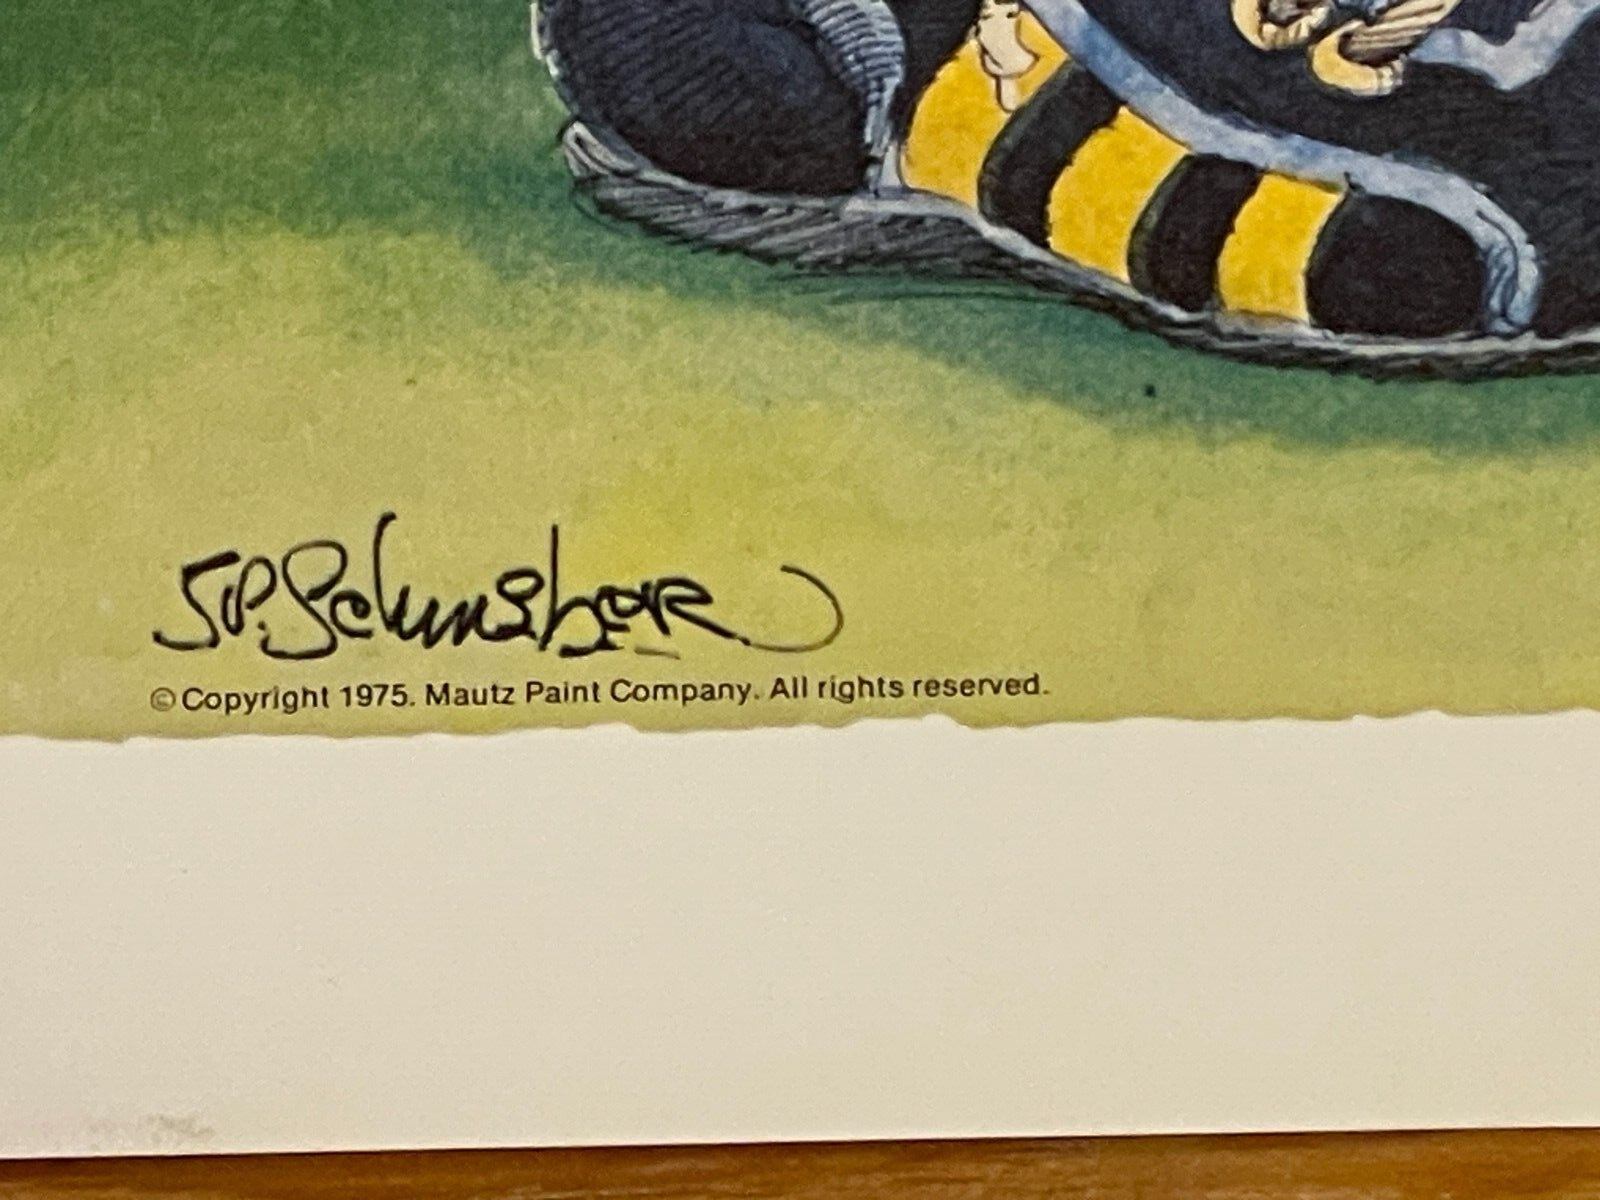 J.P. Schmelzer
© Copyright 1975. Mautz Paint Company. All rights reserved.